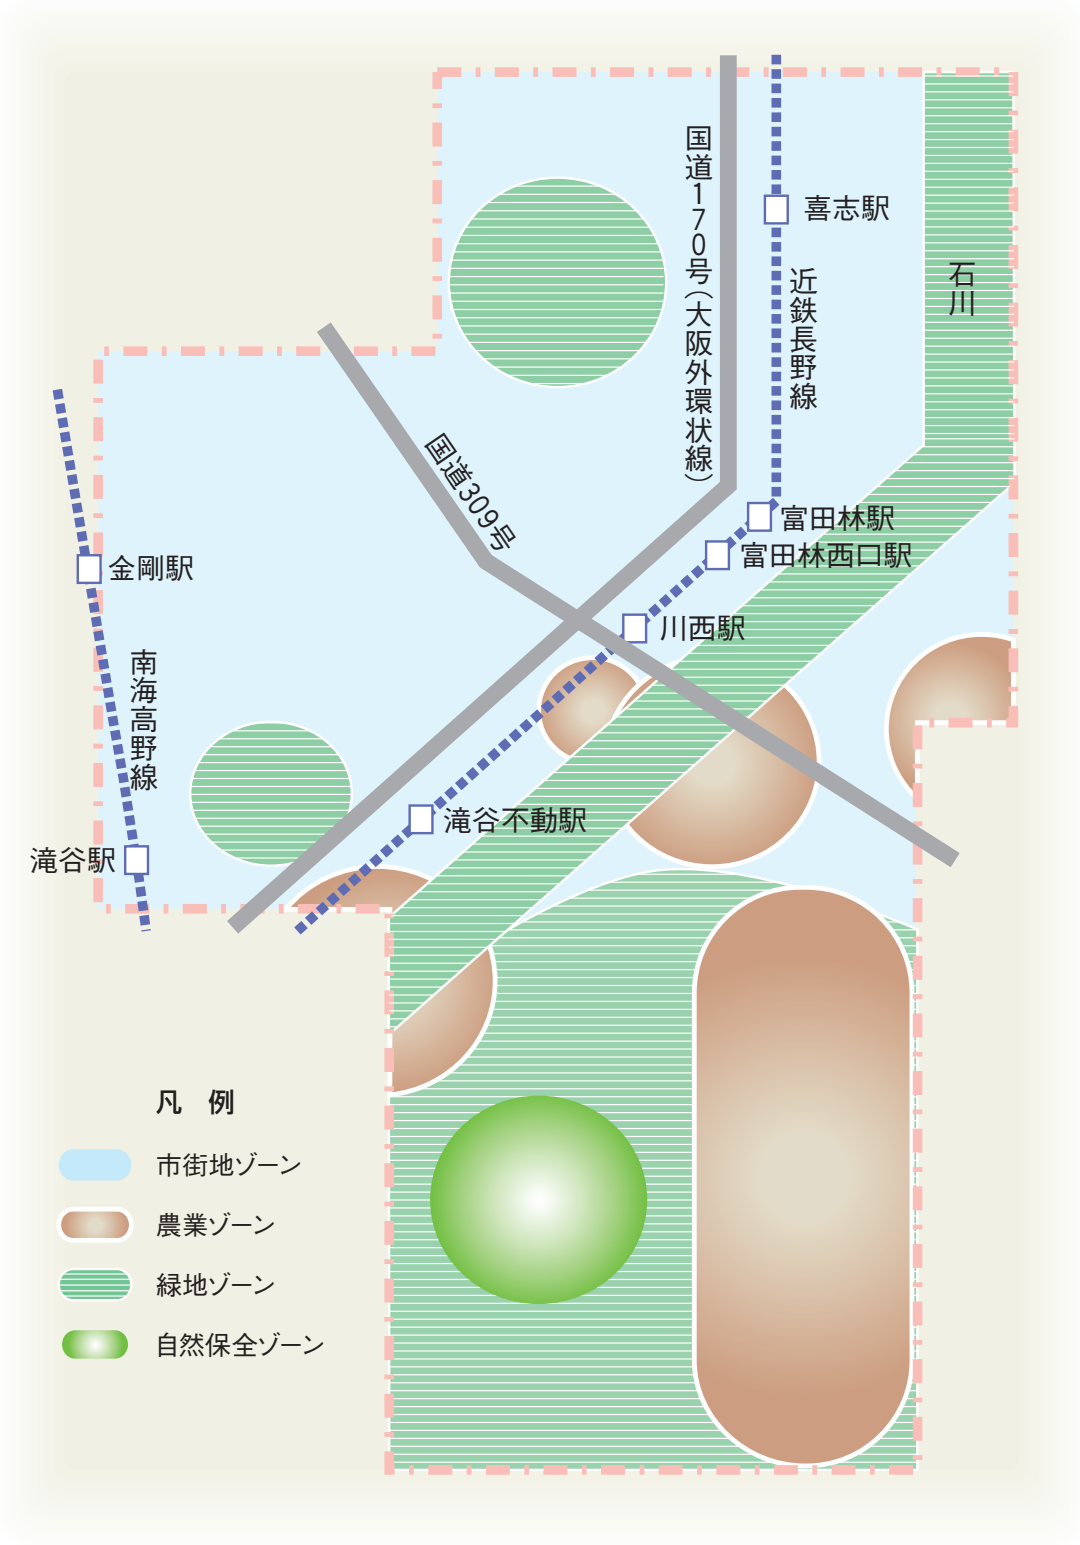 国道170号(大阪外環状線)
喜志駅
近鉄長野線
石川
国道309号
富田林駅
富田林西口駅
金剛駅
川西駅
南海高野線
滝谷不動駅
滝谷駅
凡 例
市街地ゾーン
農業ゾーン
緑地ゾーン
自然保全ゾーン